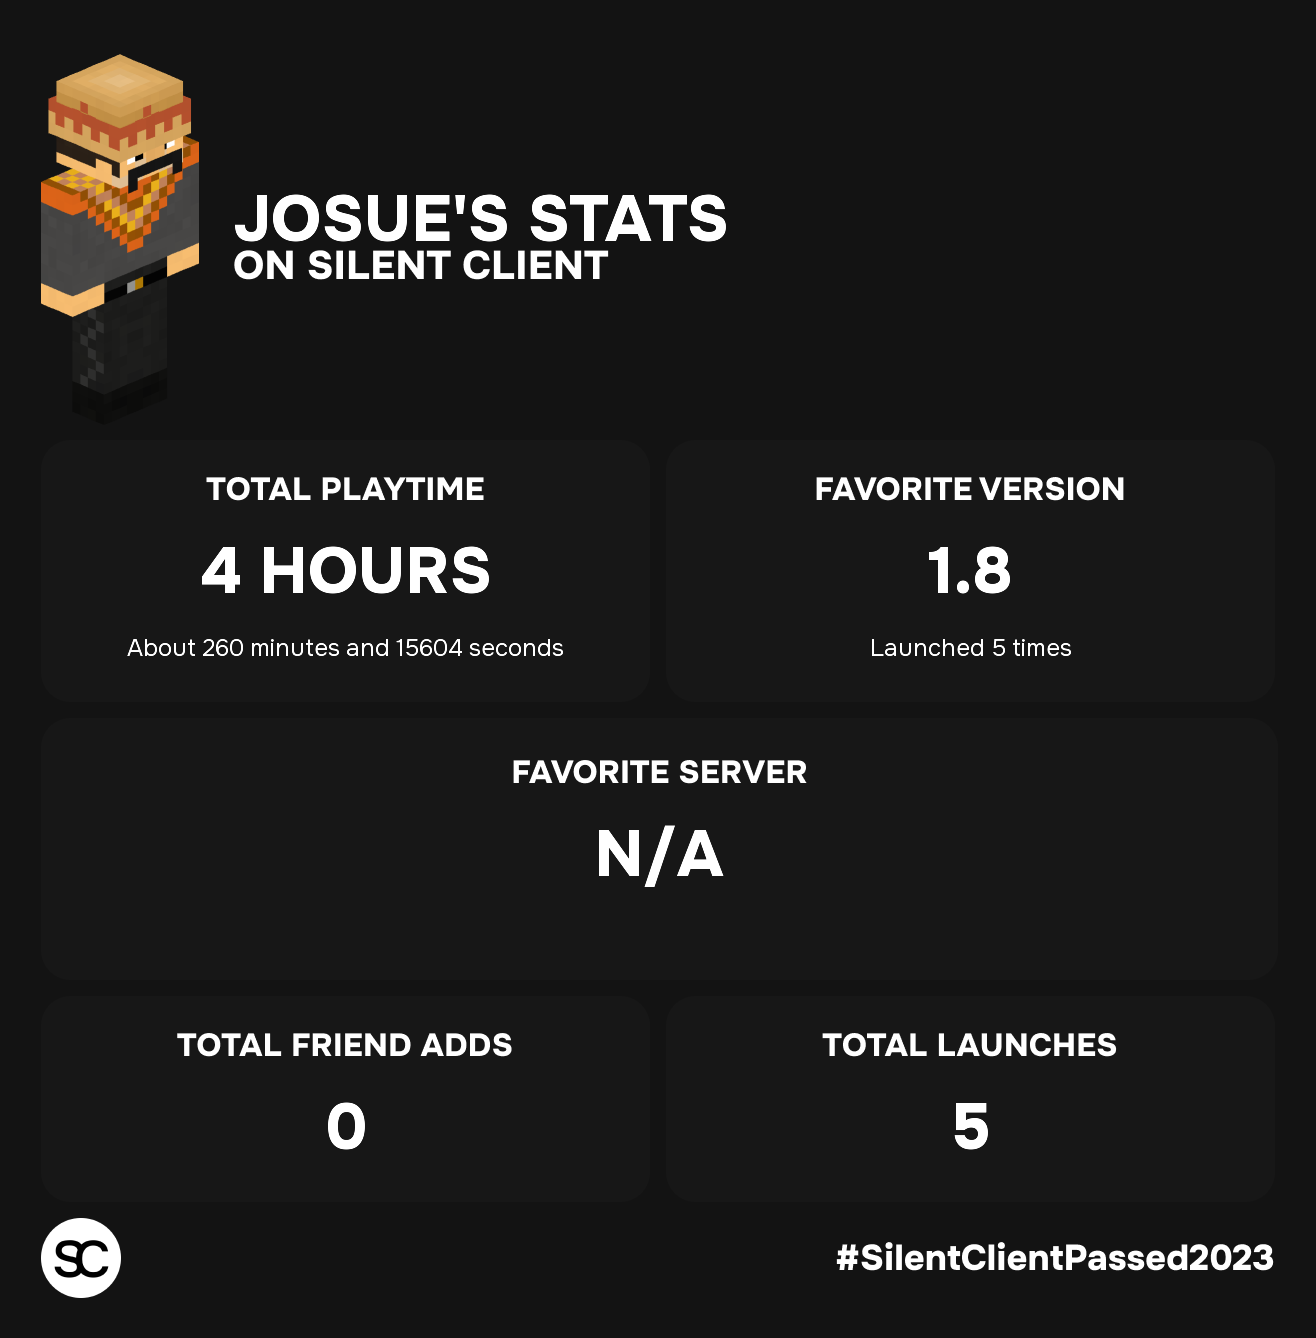 JOSUE'S STATS
ON SILENT CLIENT
TOTAL PLAYTIME
4 HOURS
About 260 minutes and 15604 seconds
FAVORITE VERSION
1.8
Launched 5 times
FAVORITE SERVER
N/A
TOTAL FRIEND ADDS
0
TOTAL LAUNCHES
5
SC
#SilentClientPassed2023